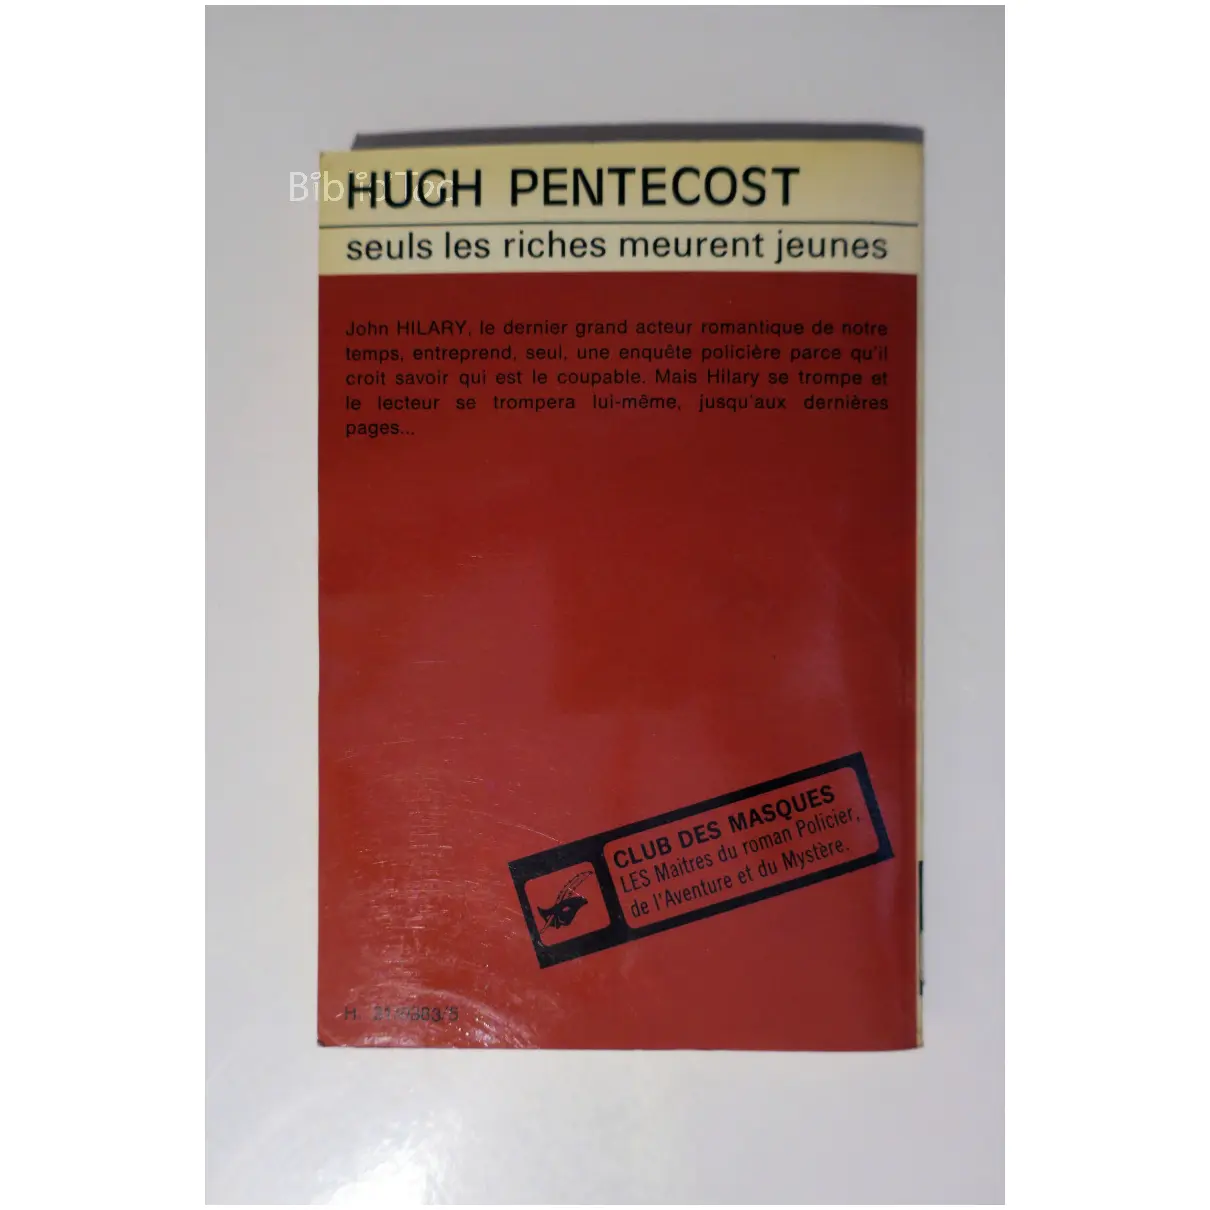 BiblioTec
HUGH PENTECOST
seuls les riches meurent jeunes
John HILARY, le dernier grand acteur romantique de notre
temps, entreprend, seul, une enquête policière parce qu'il
croit savoir qui est le coupable. Mais Hilary se trompe et
le lecteur se trompera lui-même, jusqu'aux dernières
pages...
CLUB DES MASQUES
LES Maîtres du roman Policier,
de l'Aventure et du Mystère.
H.